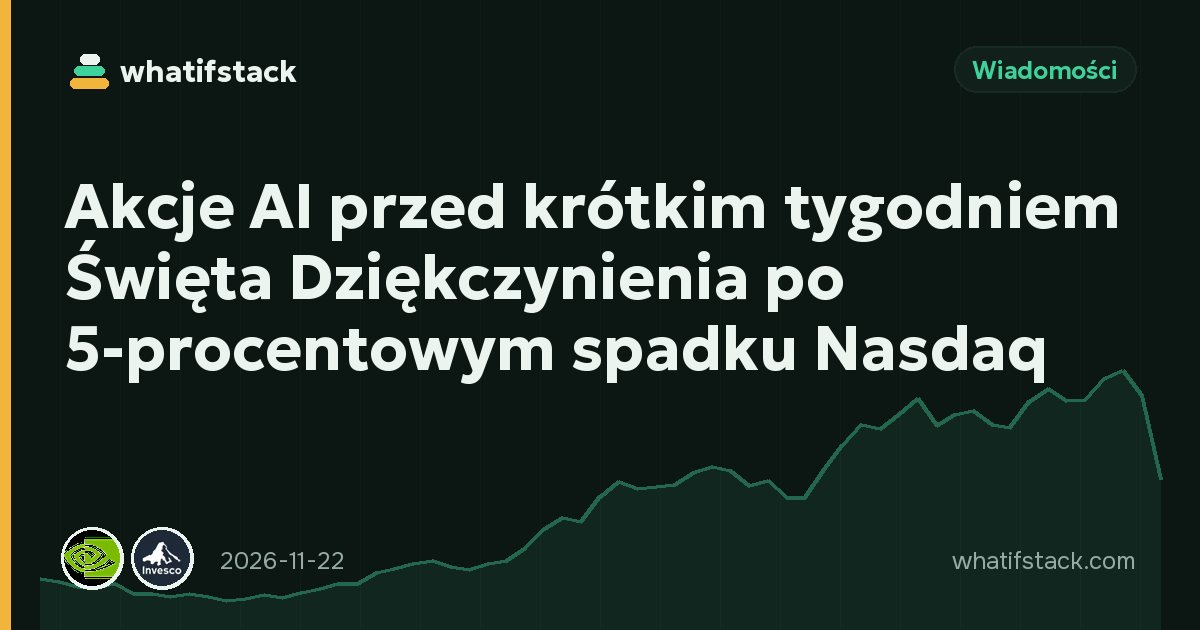 whatifstack
Wiadomości
Akcje AI przed krótkim tygodniem
Święta Dziękczynienia po
5-procentowym spadku Nasdaq
Invesco
2026-11-22
whatifstack.com